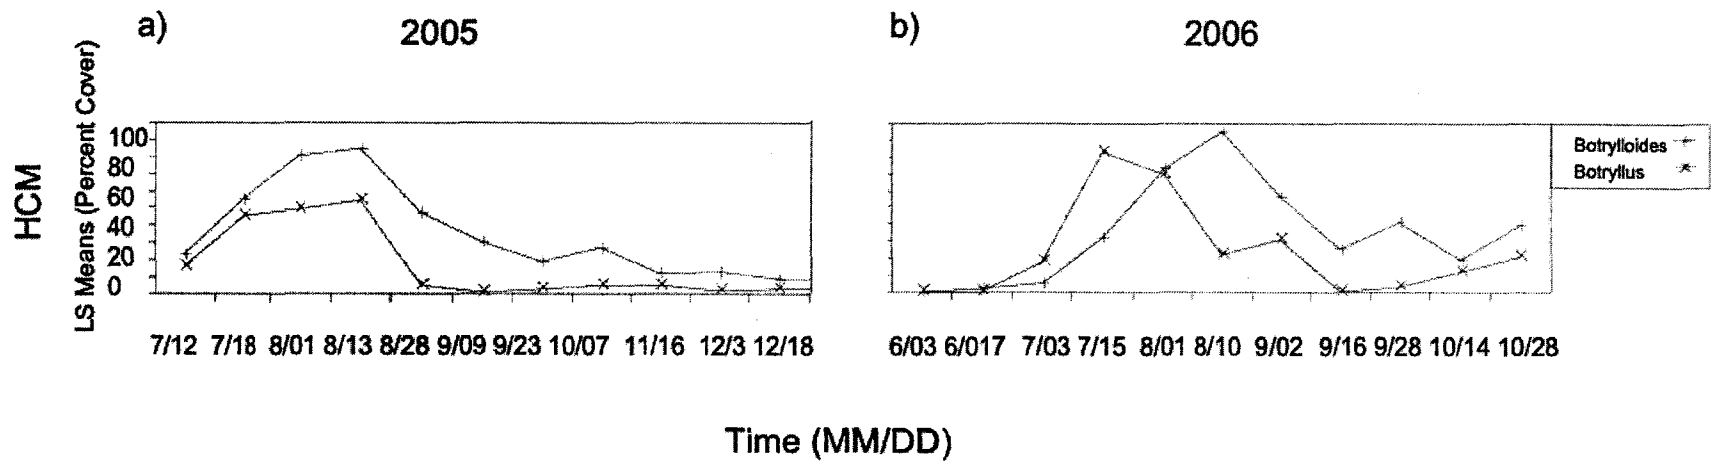 a) 2005
b) 2006
HCM
LS Means (Percent Cover)
100
80
60
40
20
0
7/12 7/18 8/01 8/13 8/28 9/09 9/23 10/07 11/16 12/3 12/18
6/03 6/017 7/03 7/15 8/01 8/10 9/02 9/16 9/28 10/14 10/28
Botrylloides
Botryllus
Time (MM/DD)